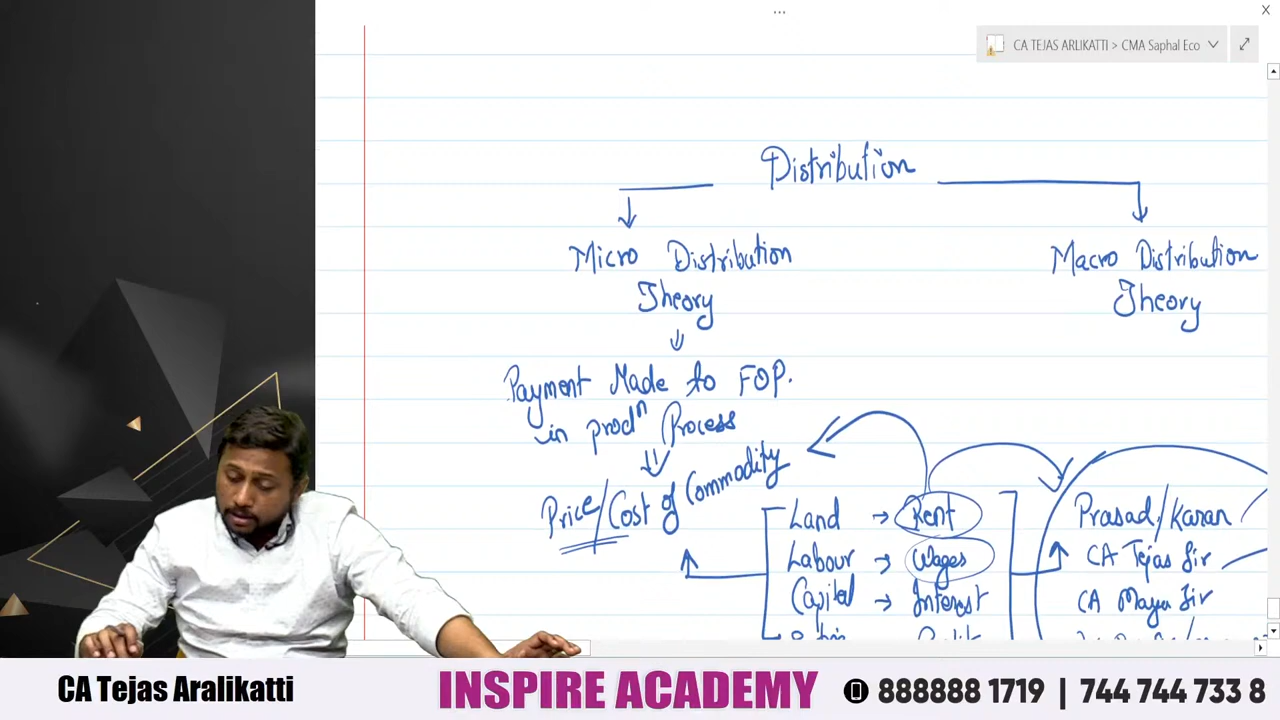 CA TEJAS ARLIKATTI > CMA Saphal Eco
Distribution
Micro Distribution
Theory
Macro Distribution
Theory
Payment Made to FOP.
in prodn Process
Price/Cost of Commodity
Land → Rent
Labour → Wages
Capital → Interest
Prasad/Karan
CA Tejas Sir
CA Sir
CA Tejas Aralikatti
INSPIRE ACADEMY
888888 1719 | 744 744 733 8